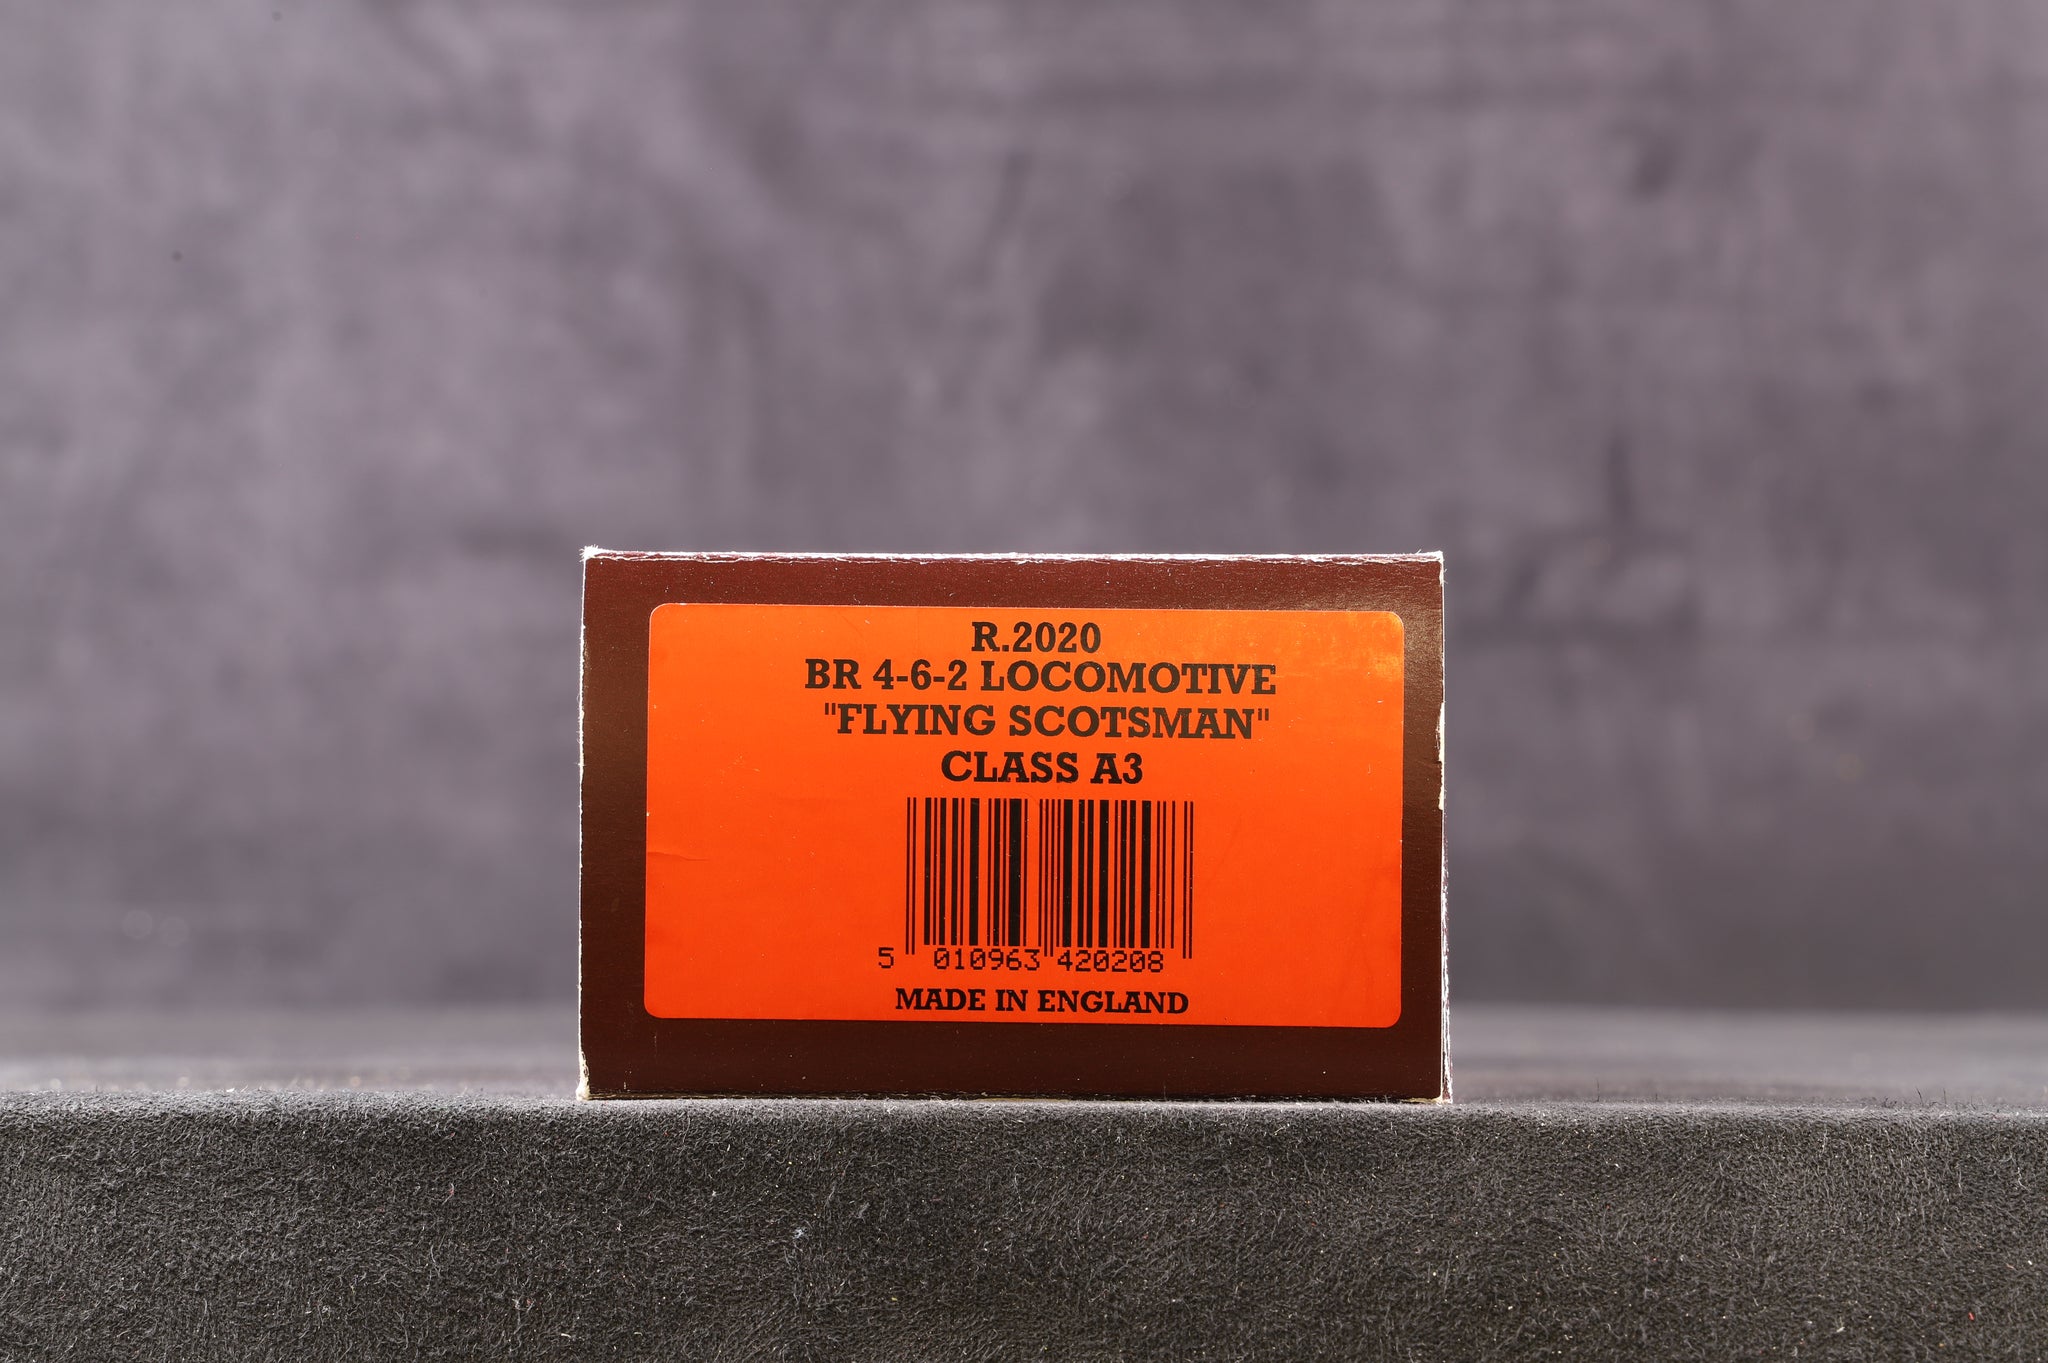 R.2020
BR 4-6-2 LOCOMOTIVE
"FLYING SCOTSMAN"
CLASS A3
5 010963 420208
MADE IN ENGLAND